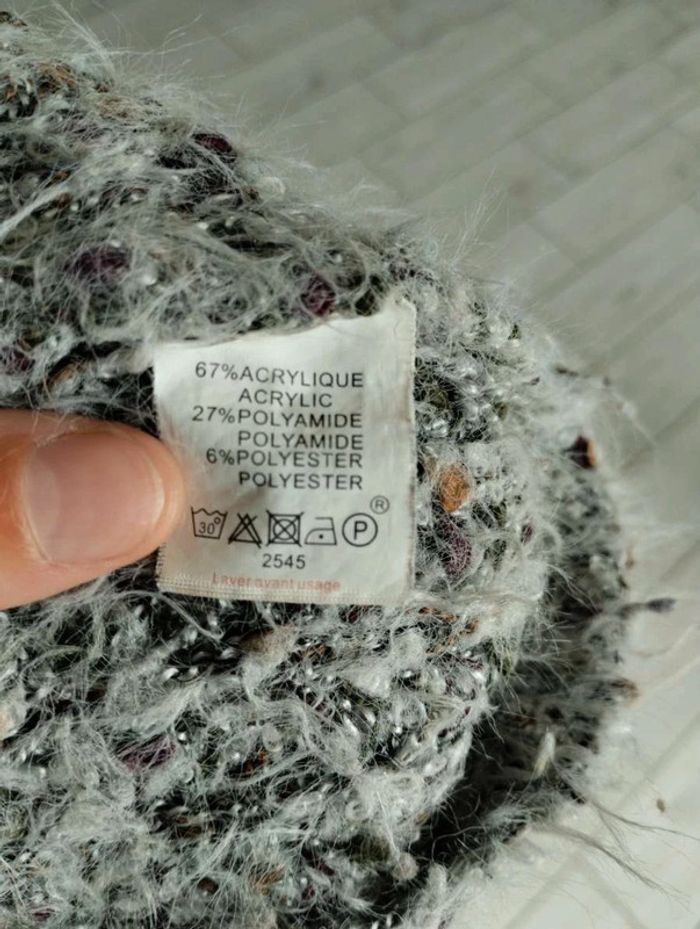 67%ACRYLIQUE
ACRYLIC
27%POLYAMIDE
POLYAMIDE
6%POLYESTER
POLYESTER
30° P ®
2545
Laver avant usage